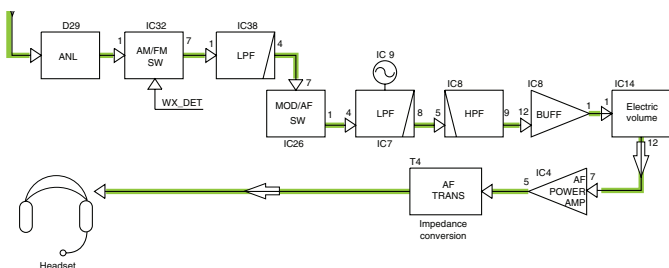 D29
ANL
1
IC32
AM/FM
SW
7
WX_DET
1
IC38
LPF
4
7
MOD/AF
SW
IC26
1
4
IC 9
LPF
IC7
8
5
IC8
HPF
9
12
IC8
BUFF
1
1
IC14
Electric
volume
12
7
IC4
AF
POWER
AMP
5
T4
AF
TRANS
Impedance
conversion
Headset